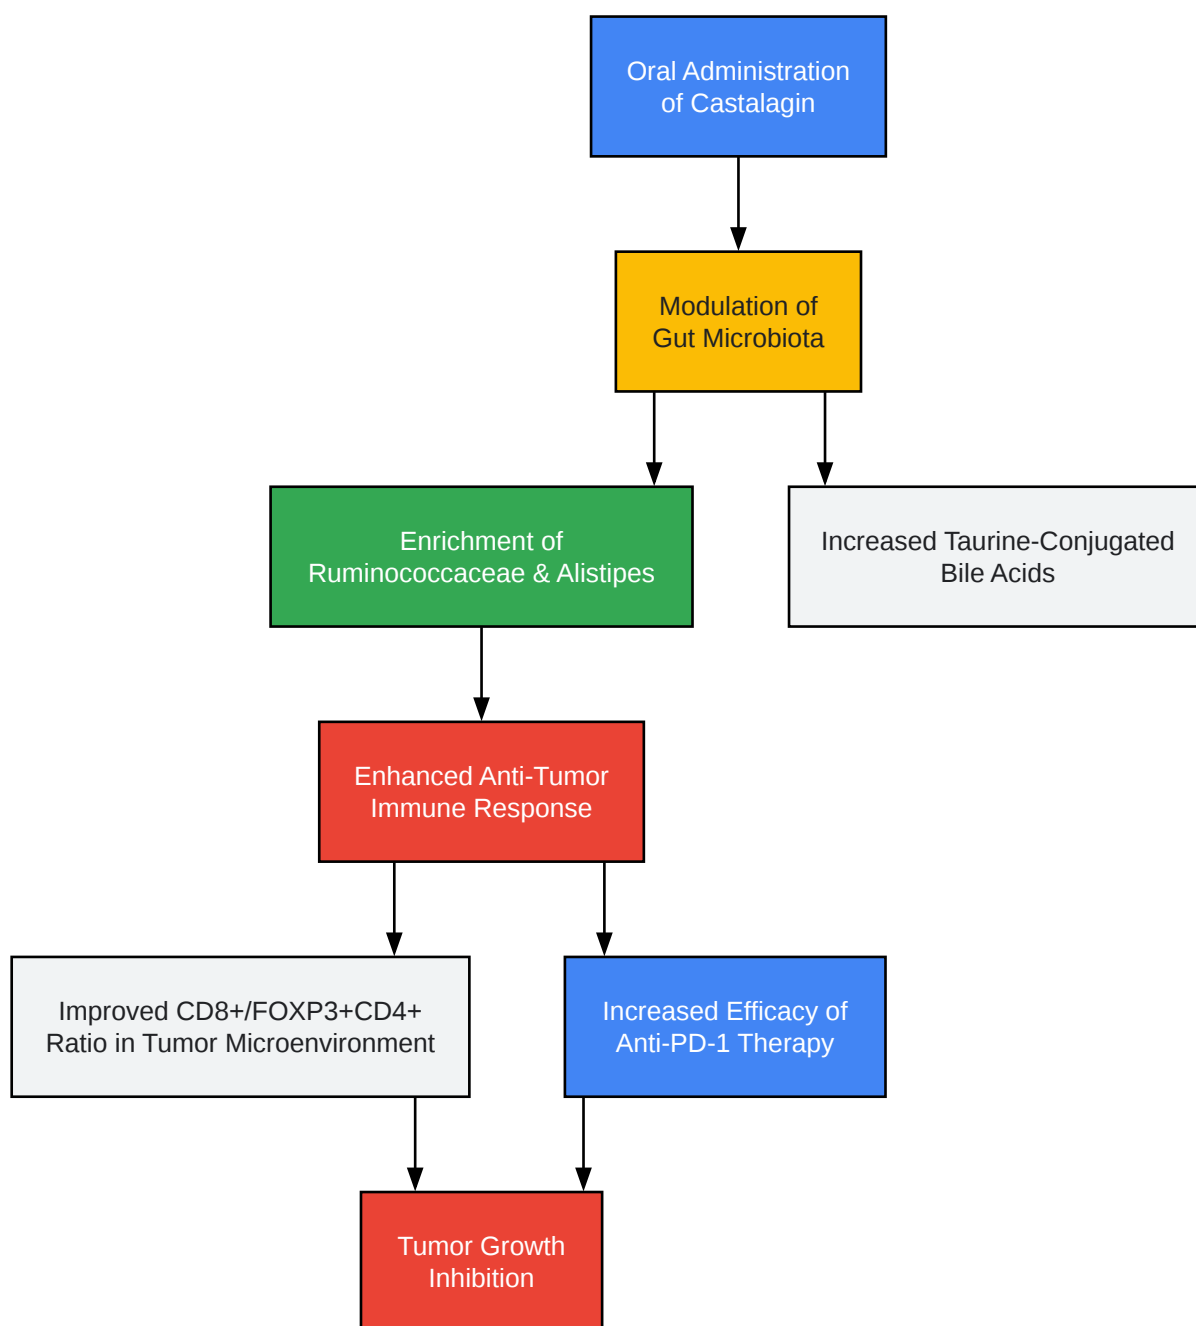 Oral Administration
of Castalagin
Modulation of
Gut Microbiota
Enrichment of
Ruminococcaceae & Alistipes
Increased Taurine-Conjugated
Bile Acids
Enhanced Anti-Tumor
Immune Response
Improved CD8+/FOXP3+CD4+
Ratio in Tumor Microenvironment
Increased Efficacy of
Anti-PD-1 Therapy
Tumor Growth
Inhibition